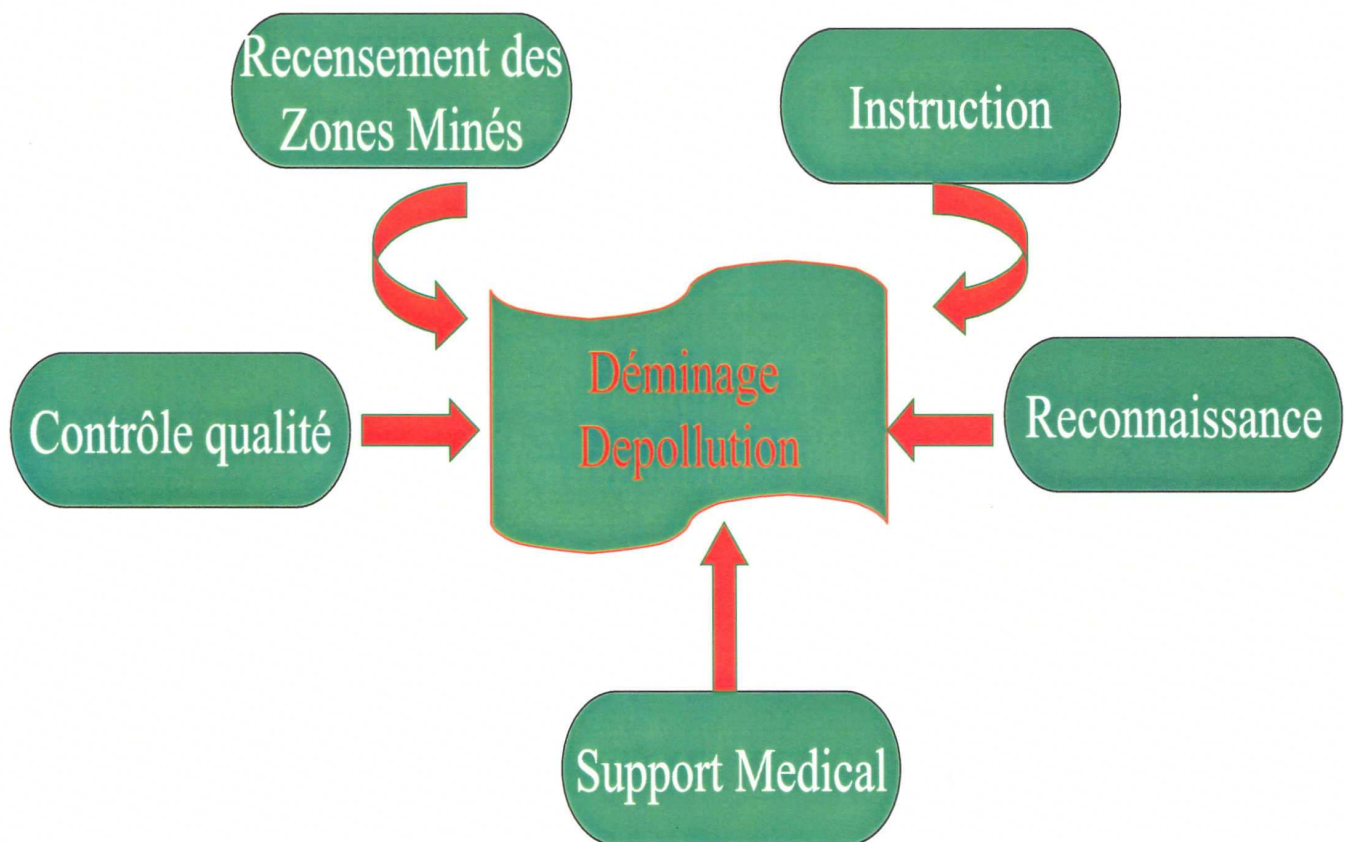 Recensement des
Zones Minés
Instruction
Déminage
Depollution
Contrôle qualité
Reconnaissance
Support Medical